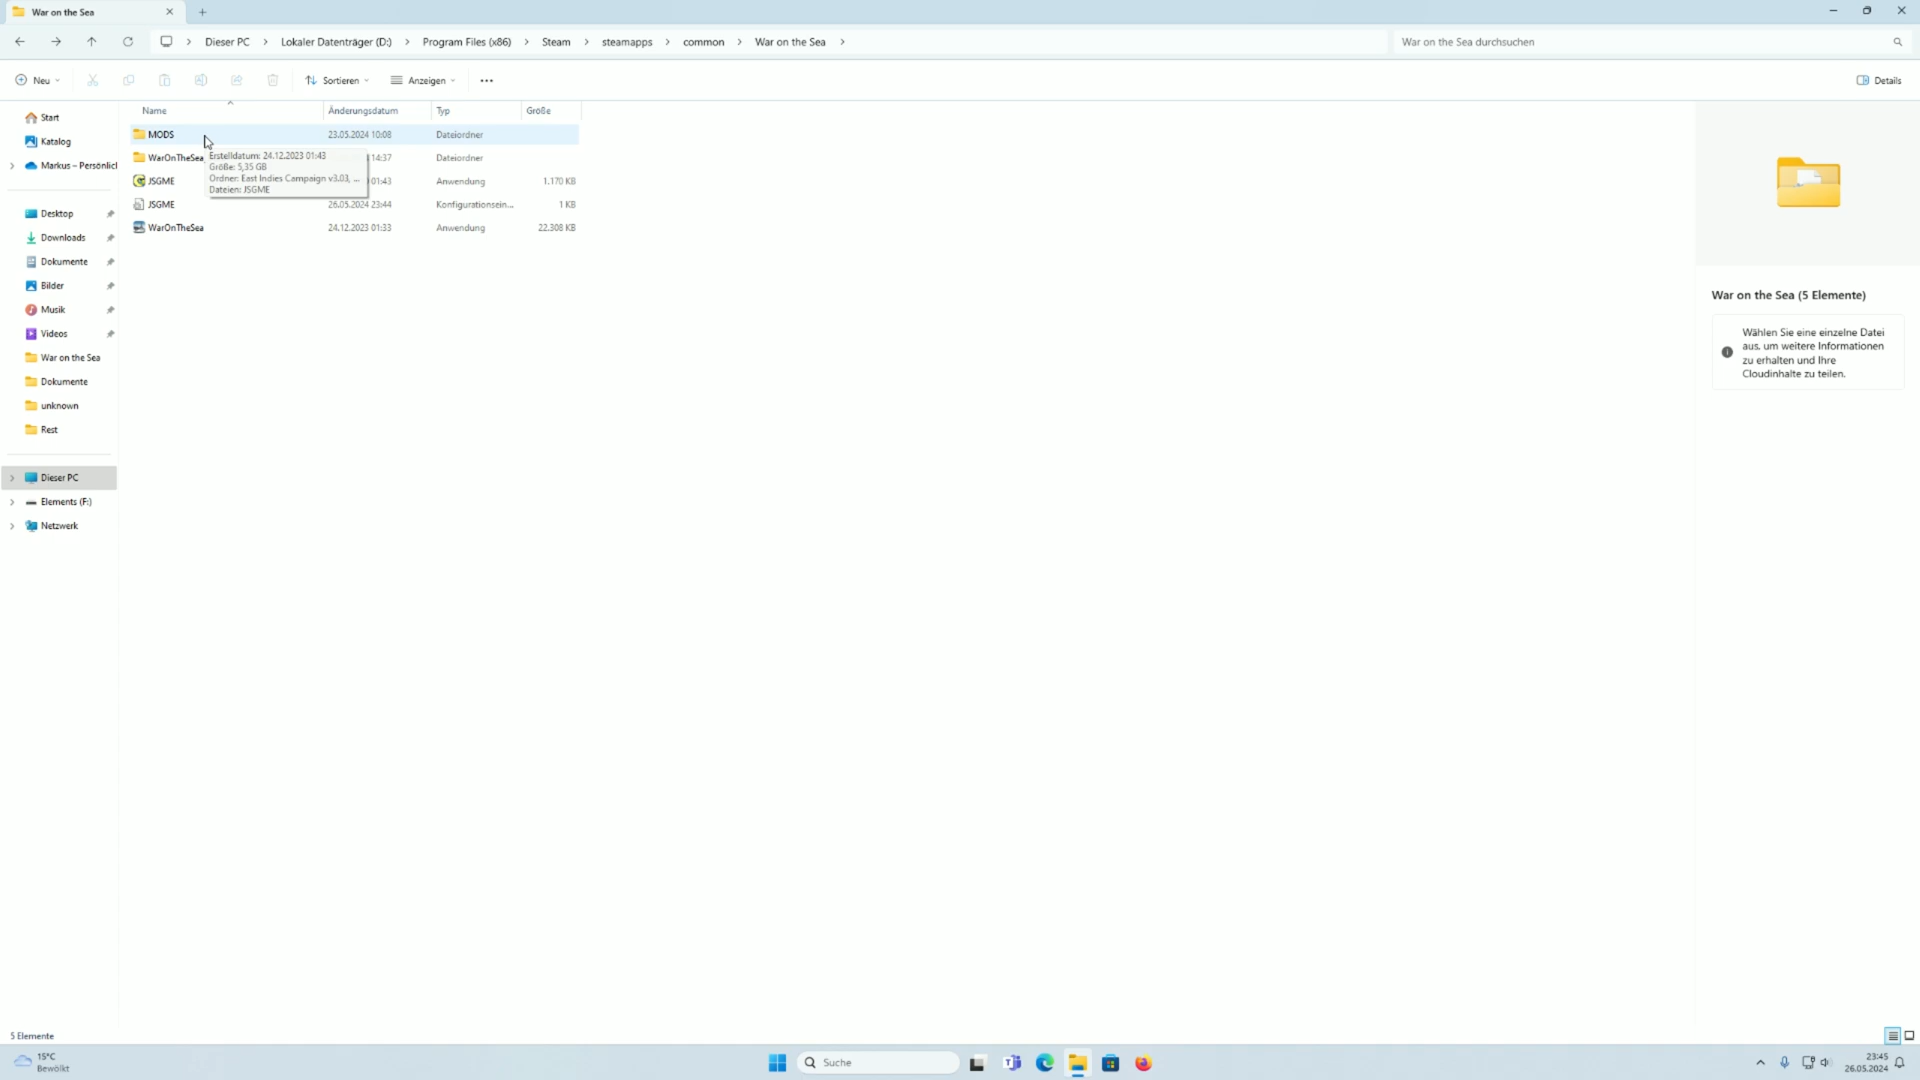 War on the Sea
Dieser PC > Lokaler Datenträger (D:) > Program Files (x86) > Steam > steamapps > common > War on the Sea >
War on the Sea durchsuchen
Neu
Sortieren
Anzeigen
Details
Name Änderungsdatum Typ Größe
Start
Katalog
Markus – Persönlicl
Desktop
Downloads
Dokumente
Bilder
Musik
Videos
War on the Sea
Dokumente
unknown
Rest
Dieser PC
Elements (F:)
Netzwerk
MODS 23.05.2024 10:08 Dateiordner
WarOnTheSea 14:37 Dateiordner
JSGME 01:43 Anwendung 1.170 KB
JSGME 26.05.2024 23:44 Konfigurationsein... 1 KB
WarOnTheSea 24.12.2023 01:33 Anwendung 22.308 KB
Erstelldatum: 24.12.2023 01:43
Größe: 5,35 GB
Ordner: East Indies Campaign v3.03, ...
Dateien: JSGME
War on the Sea (5 Elemente)
Wählen Sie eine einzelne Datei
aus, um weitere Informationen
zu erhalten und Ihre
Cloudinhalte zu teilen.
5 Elemente
15°C
Bewölkt
Suche
23:45
26.05.2024